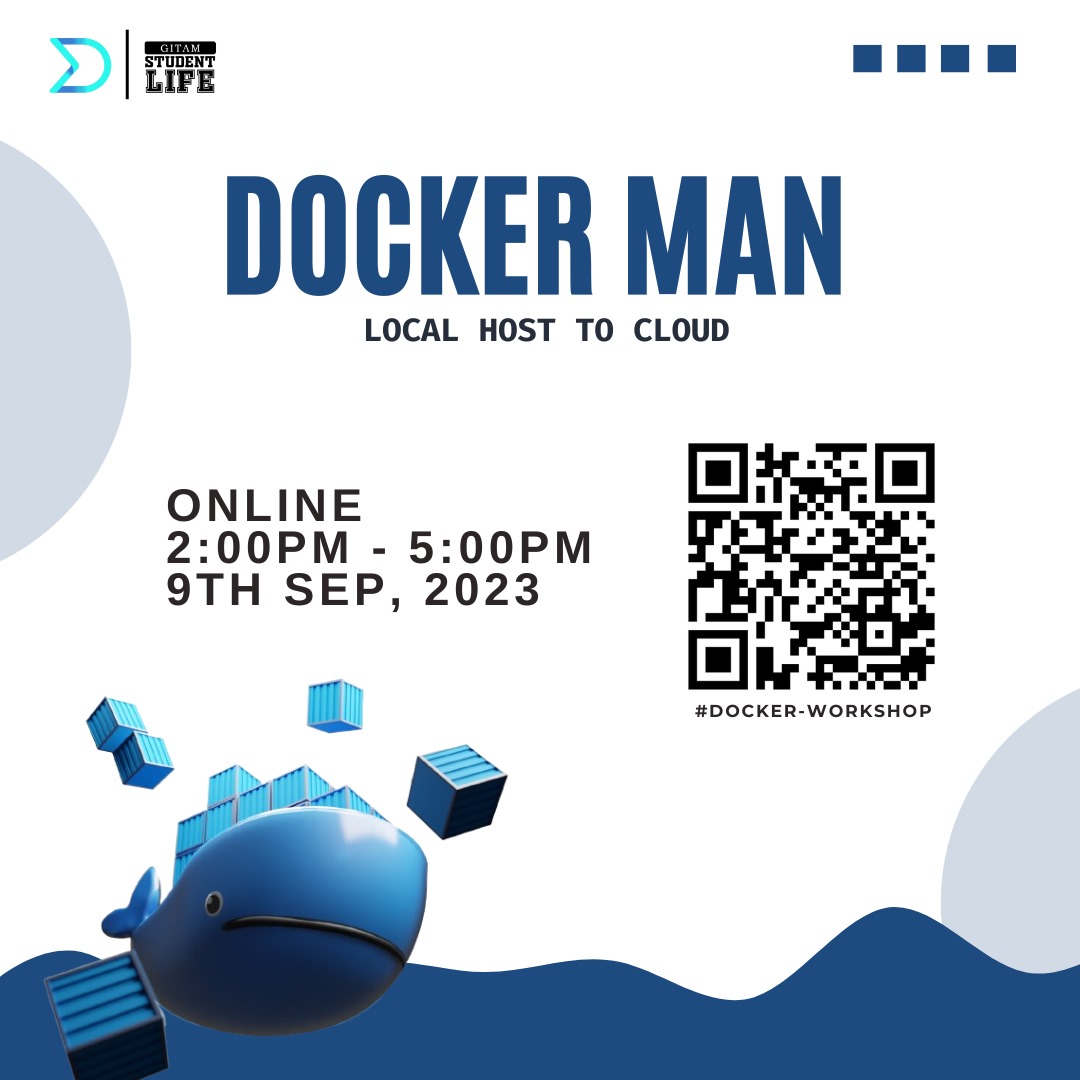 GITAM
STUDENT
LIFE
DOCKER MAN
LOCAL HOST TO CLOUD
ONLINE
2:00PM - 5:00PM
9TH SEP, 2023
#DOCKER-WORKSHOP